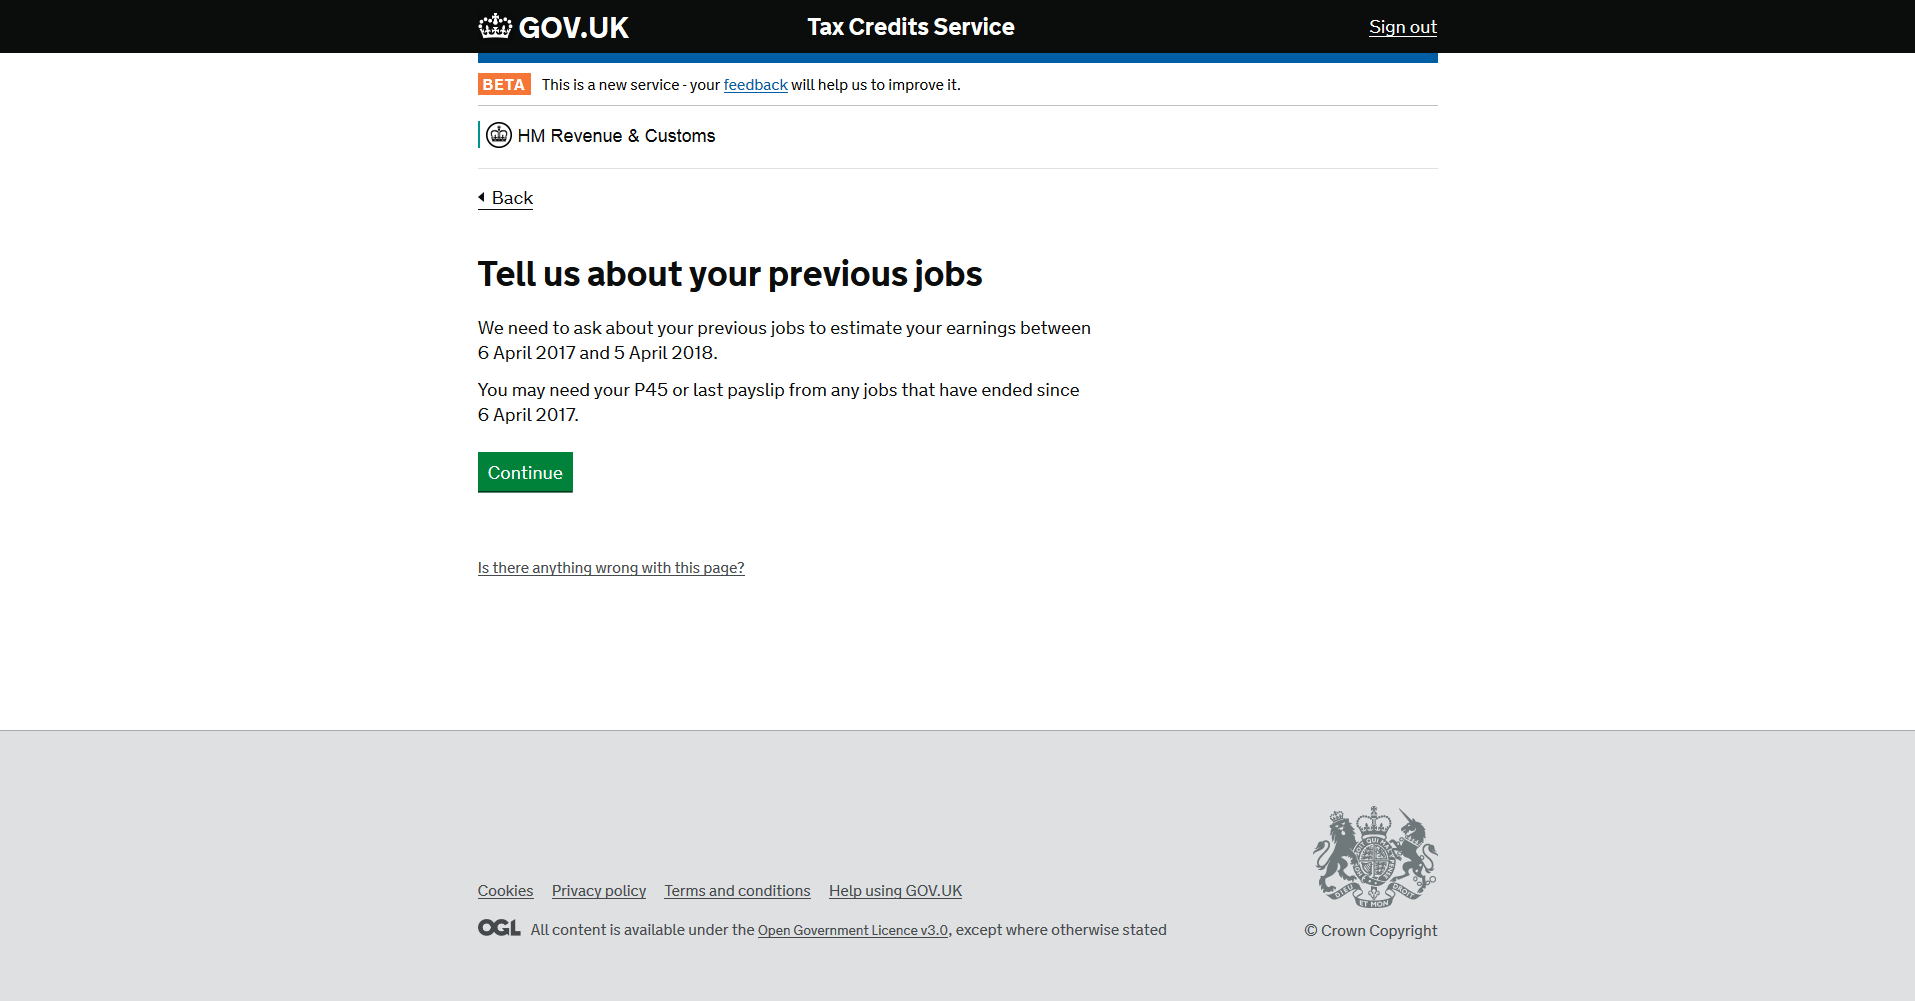 GOV.UK
Tax Credits Service
Sign out
BETA This is a new service - your feedback will help us to improve it.
HM Revenue & Customs
Back
Tell us about your previous jobs
We need to ask about your previous jobs to estimate your earnings between
6 April 2017 and 5 April 2018.
You may need your P45 or last payslip from any jobs that have ended since
6 April 2017.
Continue
Is there anything wrong with this page?
Cookies Privacy policy Terms and conditions Help using GOV.UK
OGL All content is available under the Open Government Licence v3.0, except where otherwise stated
DIEU ET MON DROIT
© Crown Copyright